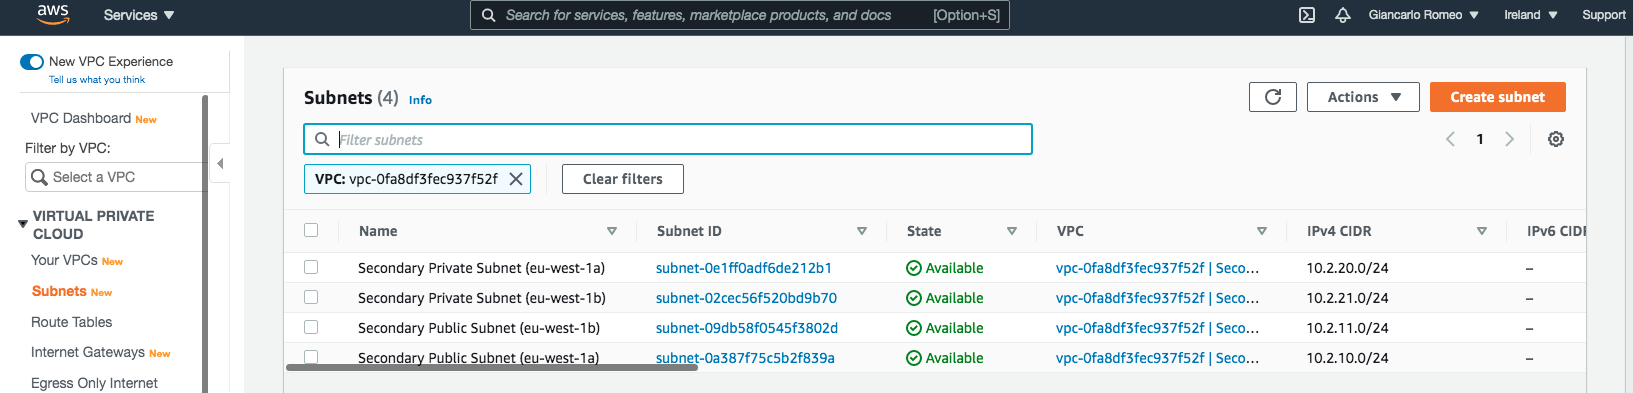 aws
Services
Search for services, features, marketplace products, and docs [Option+S]
Giancarlo Romeo
Ireland
Support
New VPC Experience
Tell us what you think
VPC Dashboard New
Filter by VPC:
Select a VPC
VIRTUAL PRIVATE
CLOUD
Your VPCs New
Subnets New
Route Tables
Internet Gateways New
Egress Only Internet
Subnets (4) Info
Actions
Create subnet
Filter subnets
1
VPC: vpc-0fa8df3fec937f52f
Clear filters
Name Subnet ID State VPC IPv4 CIDR IPv6 CIDR
Secondary Private Subnet (eu-west-1a) subnet-0e1ff0adf6de212b1 Available vpc-0fa8df3fec937f52f | Seco... 10.2.20.0/24 –
Secondary Private Subnet (eu-west-1b) subnet-02cec56f520bd9b70 Available vpc-0fa8df3fec937f52f | Seco... 10.2.21.0/24 –
Secondary Public Subnet (eu-west-1b) subnet-09db58f0545f3802d Available vpc-0fa8df3fec937f52f | Seco... 10.2.11.0/24 –
Secondary Public Subnet (eu-west-1a) subnet-0a387f75c5b2f839a Available vpc-0fa8df3fec937f52f | Seco... 10.2.10.0/24 –